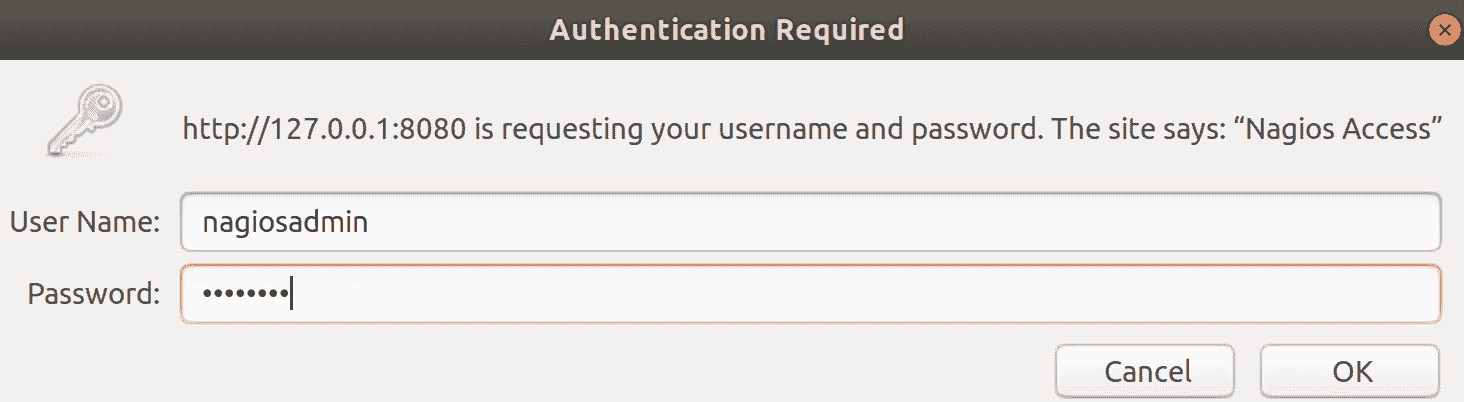 Authentication Required
http://127.0.0.1:8080 is requesting your username and password. The site says: “Nagios Access”
User Name: nagiosadmin
Password: ••••••••
Cancel OK